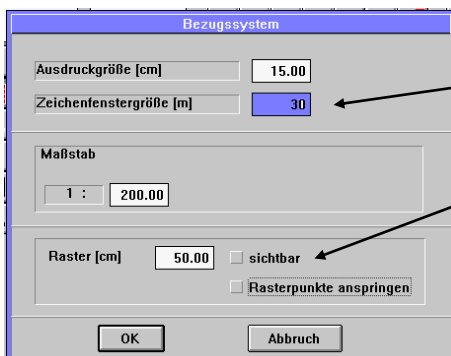 Bezugssystem
Ausdruckgröße [cm] 15.00
Zeichenfenstergröße [m] 30
Maßstab
1 : 200.00
Raster [cm] 50.00 sichtbar
Rasterpunkte anspringen
OK Abbruch